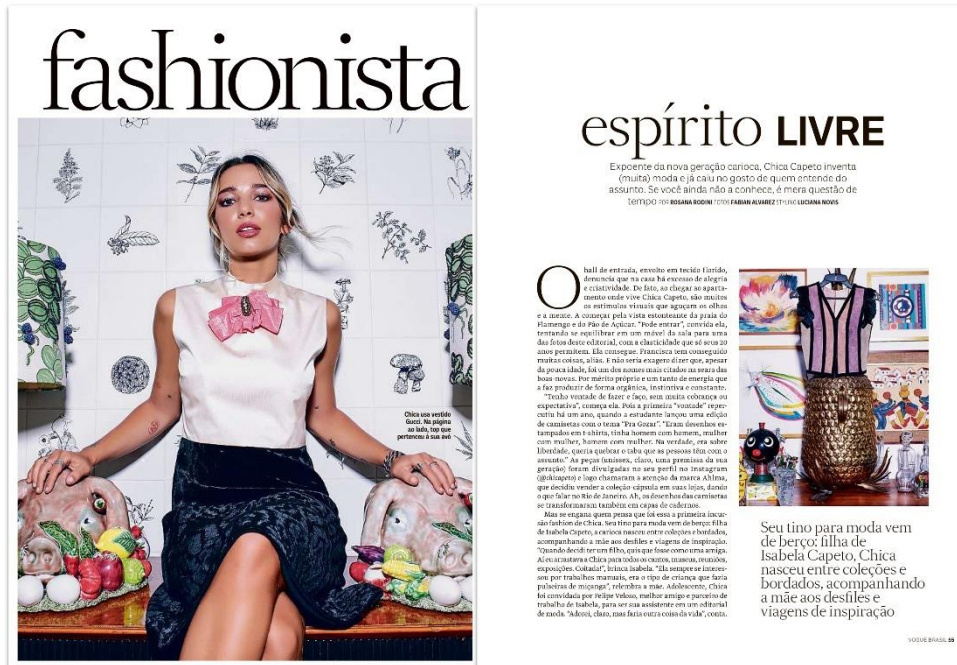 fashionista
Chica usa vestido
Gucci. Na página
ao lado, top que
pertenceu à sua avó
espírito LIVRE
Expoente da nova geração carioca, Chica Capeto inventa
(muita) moda e já caiu no gosto de quem entende do
assunto. Se você ainda não a conhece, é mera questão de
tempo POR ROSANA RODINI FOTOS FABIAN ALVAREZ STYLING LUCIANA NOVIS
O hall de entrada, envolto em tecido florido,
denuncia que na casa há excesso de alegria
e criatividade. De fato, ao chegar ao aparta-
mento onde vive Chica Capeto, são muitos
os estímulos visuais que aguçam os olhos
e a mente. A começar pela vista estonteante da praia do
Flamengo e do Pão de Açúcar. "Pode entrar", convida ela,
tentando se equilibrar em um móvel da sala para uma
das fotos deste editorial, com a elasticidade que só seus 20
anos permitem. Ela consegue. Francisca tem conseguido
muitas coisas, aliás. E não seria exagero dizer que, apesar
da pouca idade, foi um dos nomes mais citados na seara das
boas-novas. Por mérito próprio e um tanto de energia que
a faz produzir de forma orgânica, instintiva e constante.
"Tenho vontade de fazer e faço, sem muita cobrança ou
expectativa", começa ela. Pois a primeira "vontade" reper-
cutiu há um ano, quando a estudante lançou uma edição
de camisetas com o tema "Pra Gozar". "Eram desenhos es-
tampados em t-shirts, tinha homem com homem, mulher
com mulher, homem com mulher. Na verdade, era sobre
liberdade, queria quebrar o tabu que as pessoas têm com o
assunto." As peças (unissex, claro, uma premissa da sua
geração) foram divulgadas no seu perfil no Instagram
(@chicapeto) e logo chamaram a atenção da marca Ahlma,
que decidiu vender a coleção-cápsula em suas lojas, dando
o que falar no Rio de Janeiro. Ah, os desenhos das camisetas
se transformaram também em capas de cadernos.
Mas se engana quem pensa que foi essa a primeira incur-
são fashion de Chica. Seu tino para moda vem de berço: filha
de Isabela Capeto, a carioca nasceu entre coleções e bordados,
acompanhando a mãe aos desfiles e viagens de inspiração.
"Quando decidi ter um filho, quis que fosse como uma amiga.
Aí eu arrastava a Chica para todos os cantos, museus, reuniões,
exposições. Coitada!", brinca Isabela. "Ela sempre se interes-
sou por trabalhos manuais, era o tipo de criança que fazia
pulseiras de miçanga", relembra a mãe. Adolescente, Chica
foi convidada por Felipe Veloso, melhor amigo e parceiro de
trabalho de Isabela, para ser sua assistente em um editorial
de moda. "Adorei, claro, mas faria outra coisa da vida", conta.
Seu tino para moda vem
de berço: filha de
Isabela Capeto, Chica
nasceu entre coleções e
bordados, acompanhando
a mãe aos desfiles e
viagens de inspiração
VOGUE BRASIL 55